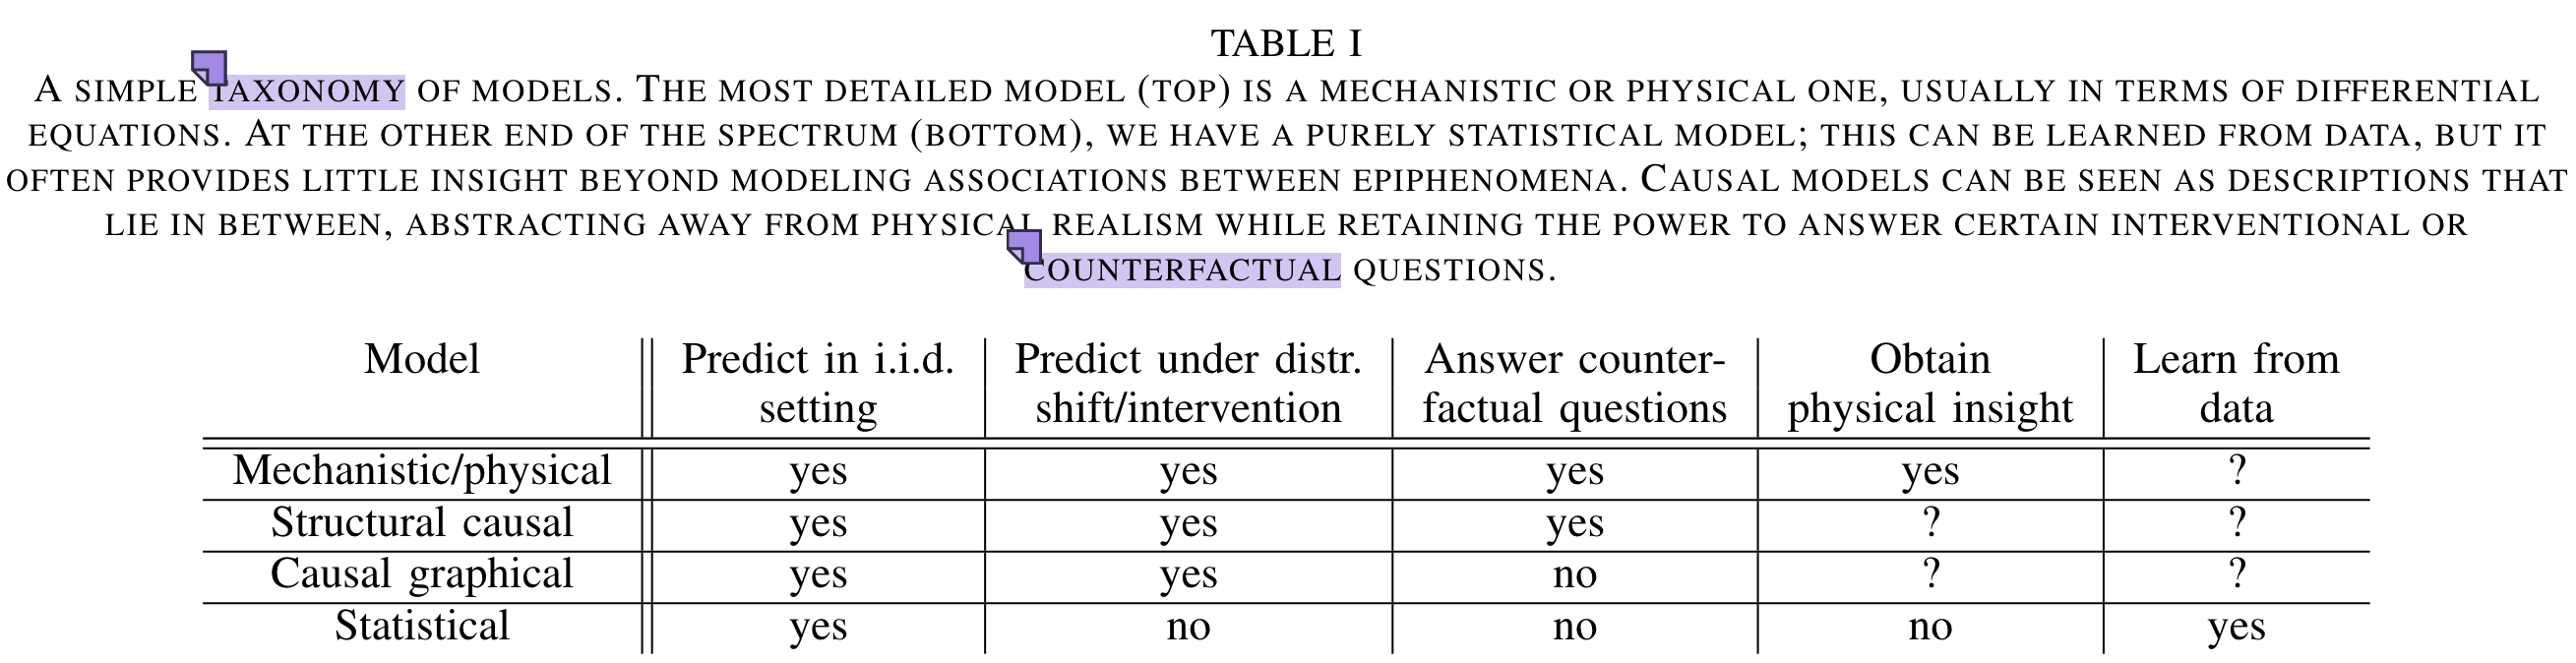 TABLE I
A SIMPLE TAXONOMY OF MODELS. THE MOST DETAILED MODEL (TOP) IS A MECHANISTIC OR PHYSICAL ONE, USUALLY IN TERMS OF DIFFERENTIAL
EQUATIONS. AT THE OTHER END OF THE SPECTRUM (BOTTOM), WE HAVE A PURELY STATISTICAL MODEL; THIS CAN BE LEARNED FROM DATA, BUT IT
OFTEN PROVIDES LITTLE INSIGHT BEYOND MODELING ASSOCIATIONS BETWEEN EPIPHENOMENA. CAUSAL MODELS CAN BE SEEN AS DESCRIPTIONS THAT
LIE IN BETWEEN, ABSTRACTING AWAY FROM PHYSICAL REALISM WHILE RETAINING THE POWER TO ANSWER CERTAIN INTERVENTIONAL OR
COUNTERFACTUAL QUESTIONS.
Model Predict in i.i.d. Predict under distr. Answer counter- Obtain Learn from
setting shift/intervention factual questions physical insight data
Mechanistic/physical yes yes yes yes ?
Structural causal yes yes yes ? ?
Causal graphical yes yes no ? ?
Statistical yes no no no yes